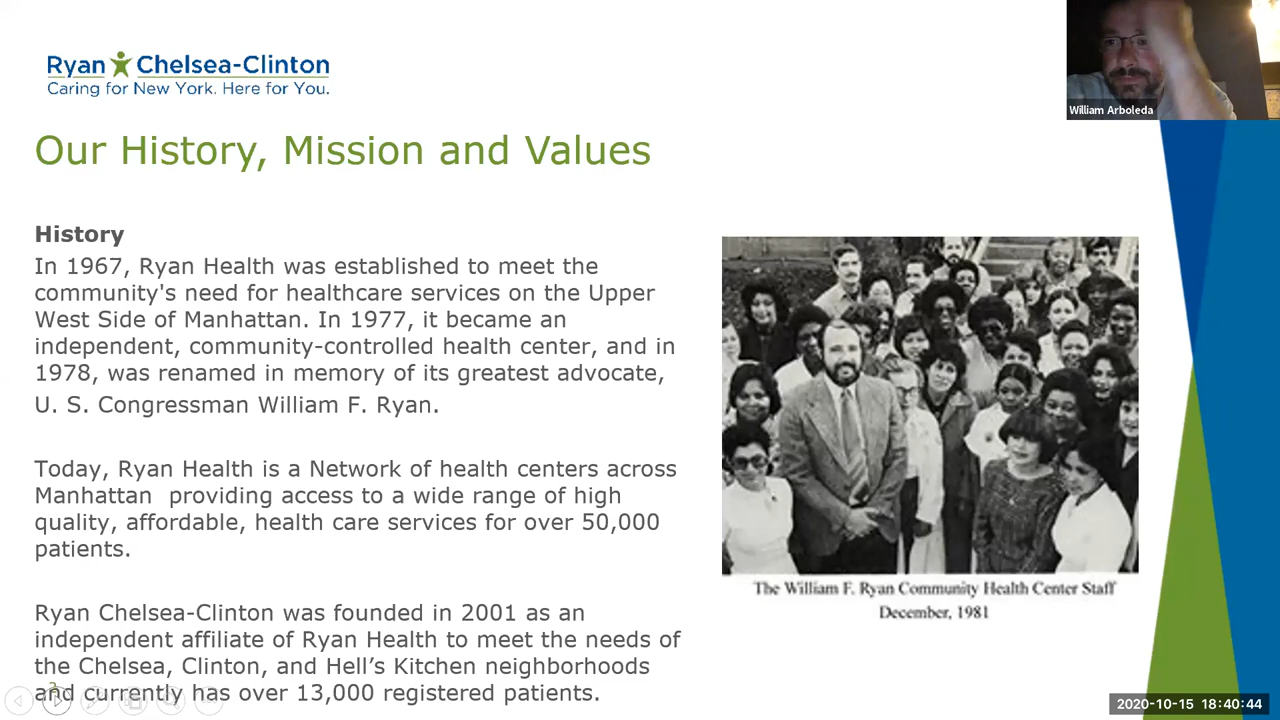 Ryan Chelsea-Clinton
Caring for New York. Here for You.
William Arboleda
Our History, Mission and Values
History
In 1967, Ryan Health was established to meet the
community's need for healthcare services on the Upper
West Side of Manhattan. In 1977, it became an
independent, community-controlled health center, and in
1978, was renamed in memory of its greatest advocate,
U. S. Congressman William F. Ryan.
Today, Ryan Health is a Network of health centers across
Manhattan  providing access to a wide range of high
quality, affordable, health care services for over 50,000
patients.
Ryan Chelsea-Clinton was founded in 2001 as an
independent affiliate of Ryan Health to meet the needs of
the Chelsea, Clinton, and Hell’s Kitchen neighborhoods
and currently has over 13,000 registered patients.
The William F. Ryan Community Health Center Staff
December, 1981
2
2020-10-15 18:40:44